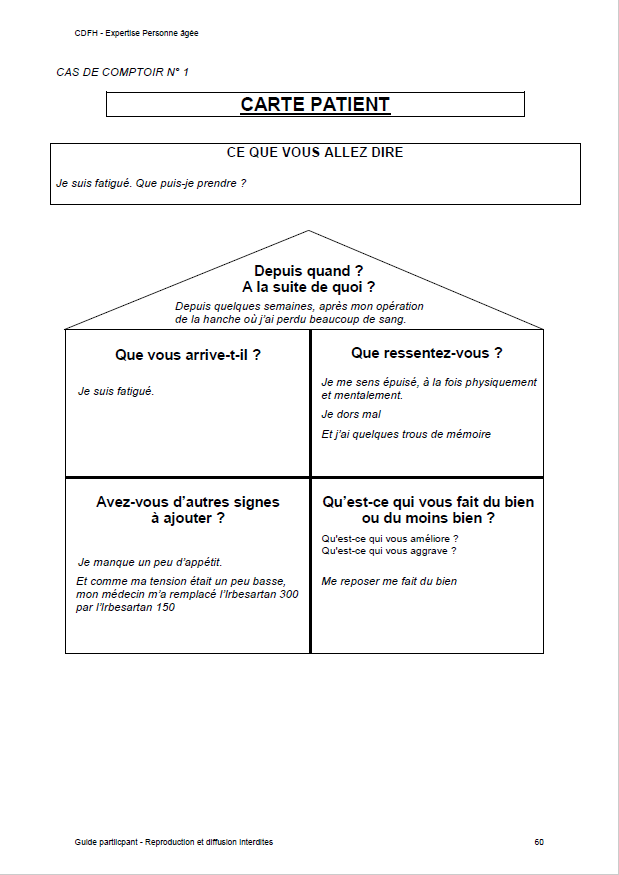 CDFH - Expertise Personne âgée
CAS DE COMPTOIR N° 1
CARTE PATIENT
CE QUE VOUS ALLEZ DIRE
Je suis fatigué. Que puis-je prendre ?
Depuis quand ?
A la suite de quoi ?
Depuis quelques semaines, après mon opération
de la hanche où j'ai perdu beaucoup de sang.
Que vous arrive-t-il ?
Je suis fatigué.
Que ressentez-vous ?
Je me sens épuisé, à la fois physiquement
et mentalement.
Je dors mal
Et j'ai quelques trous de mémoire
Avez-vous d'autres signes
à ajouter ?
Je manque un peu d'appétit.
Et comme ma tension était un peu basse,
mon médecin m'a remplacé l'Irbesartan 300
par l'Irbesartan 150
Qu'est-ce qui vous fait du bien
ou du moins bien ?
Qu'est-ce qui vous améliore ?
Qu'est-ce qui vous aggrave ?
Me reposer me fait du bien
Guide particpant - Reproduction et diffusion interdites
60